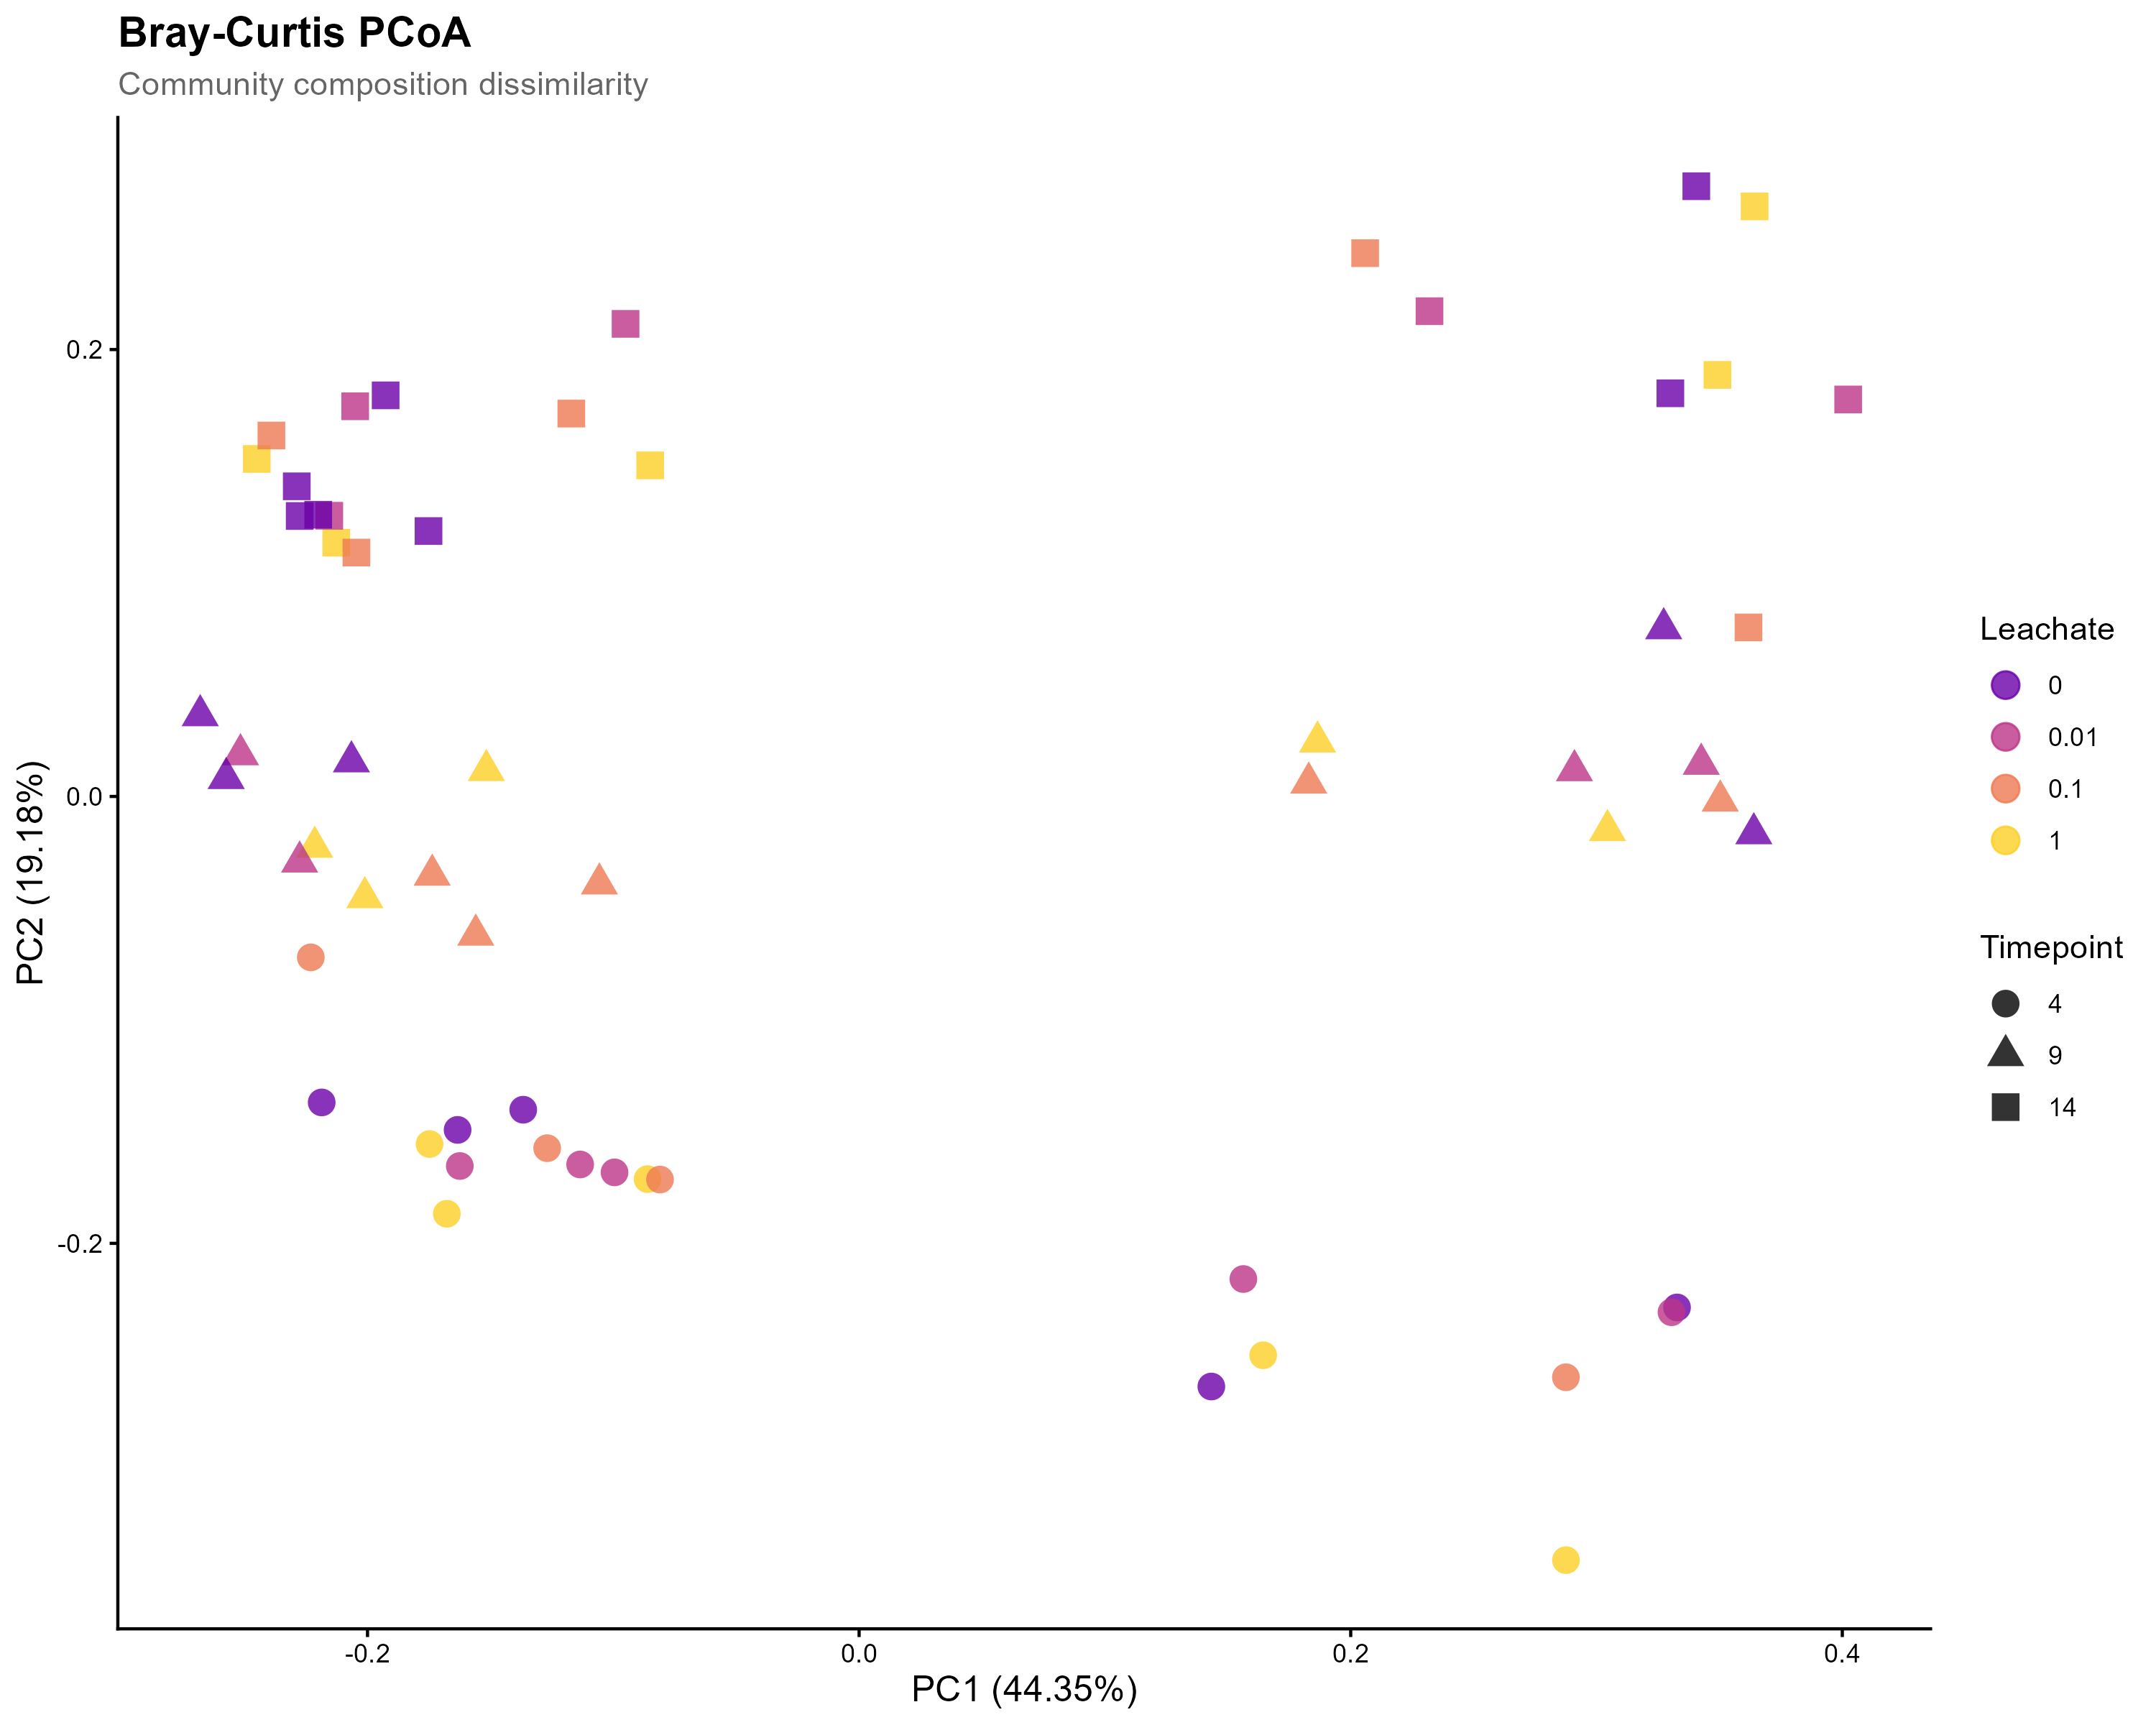 Bray-Curtis PCoA
Community composition dissimilarity
PC2 (19.18%)
0.2
0.0
-0.2
-0.2
0.0
0.2
0.4
PC1 (44.35%)
Leachate
0
0.01
0.1
1
Timepoint
4
9
14